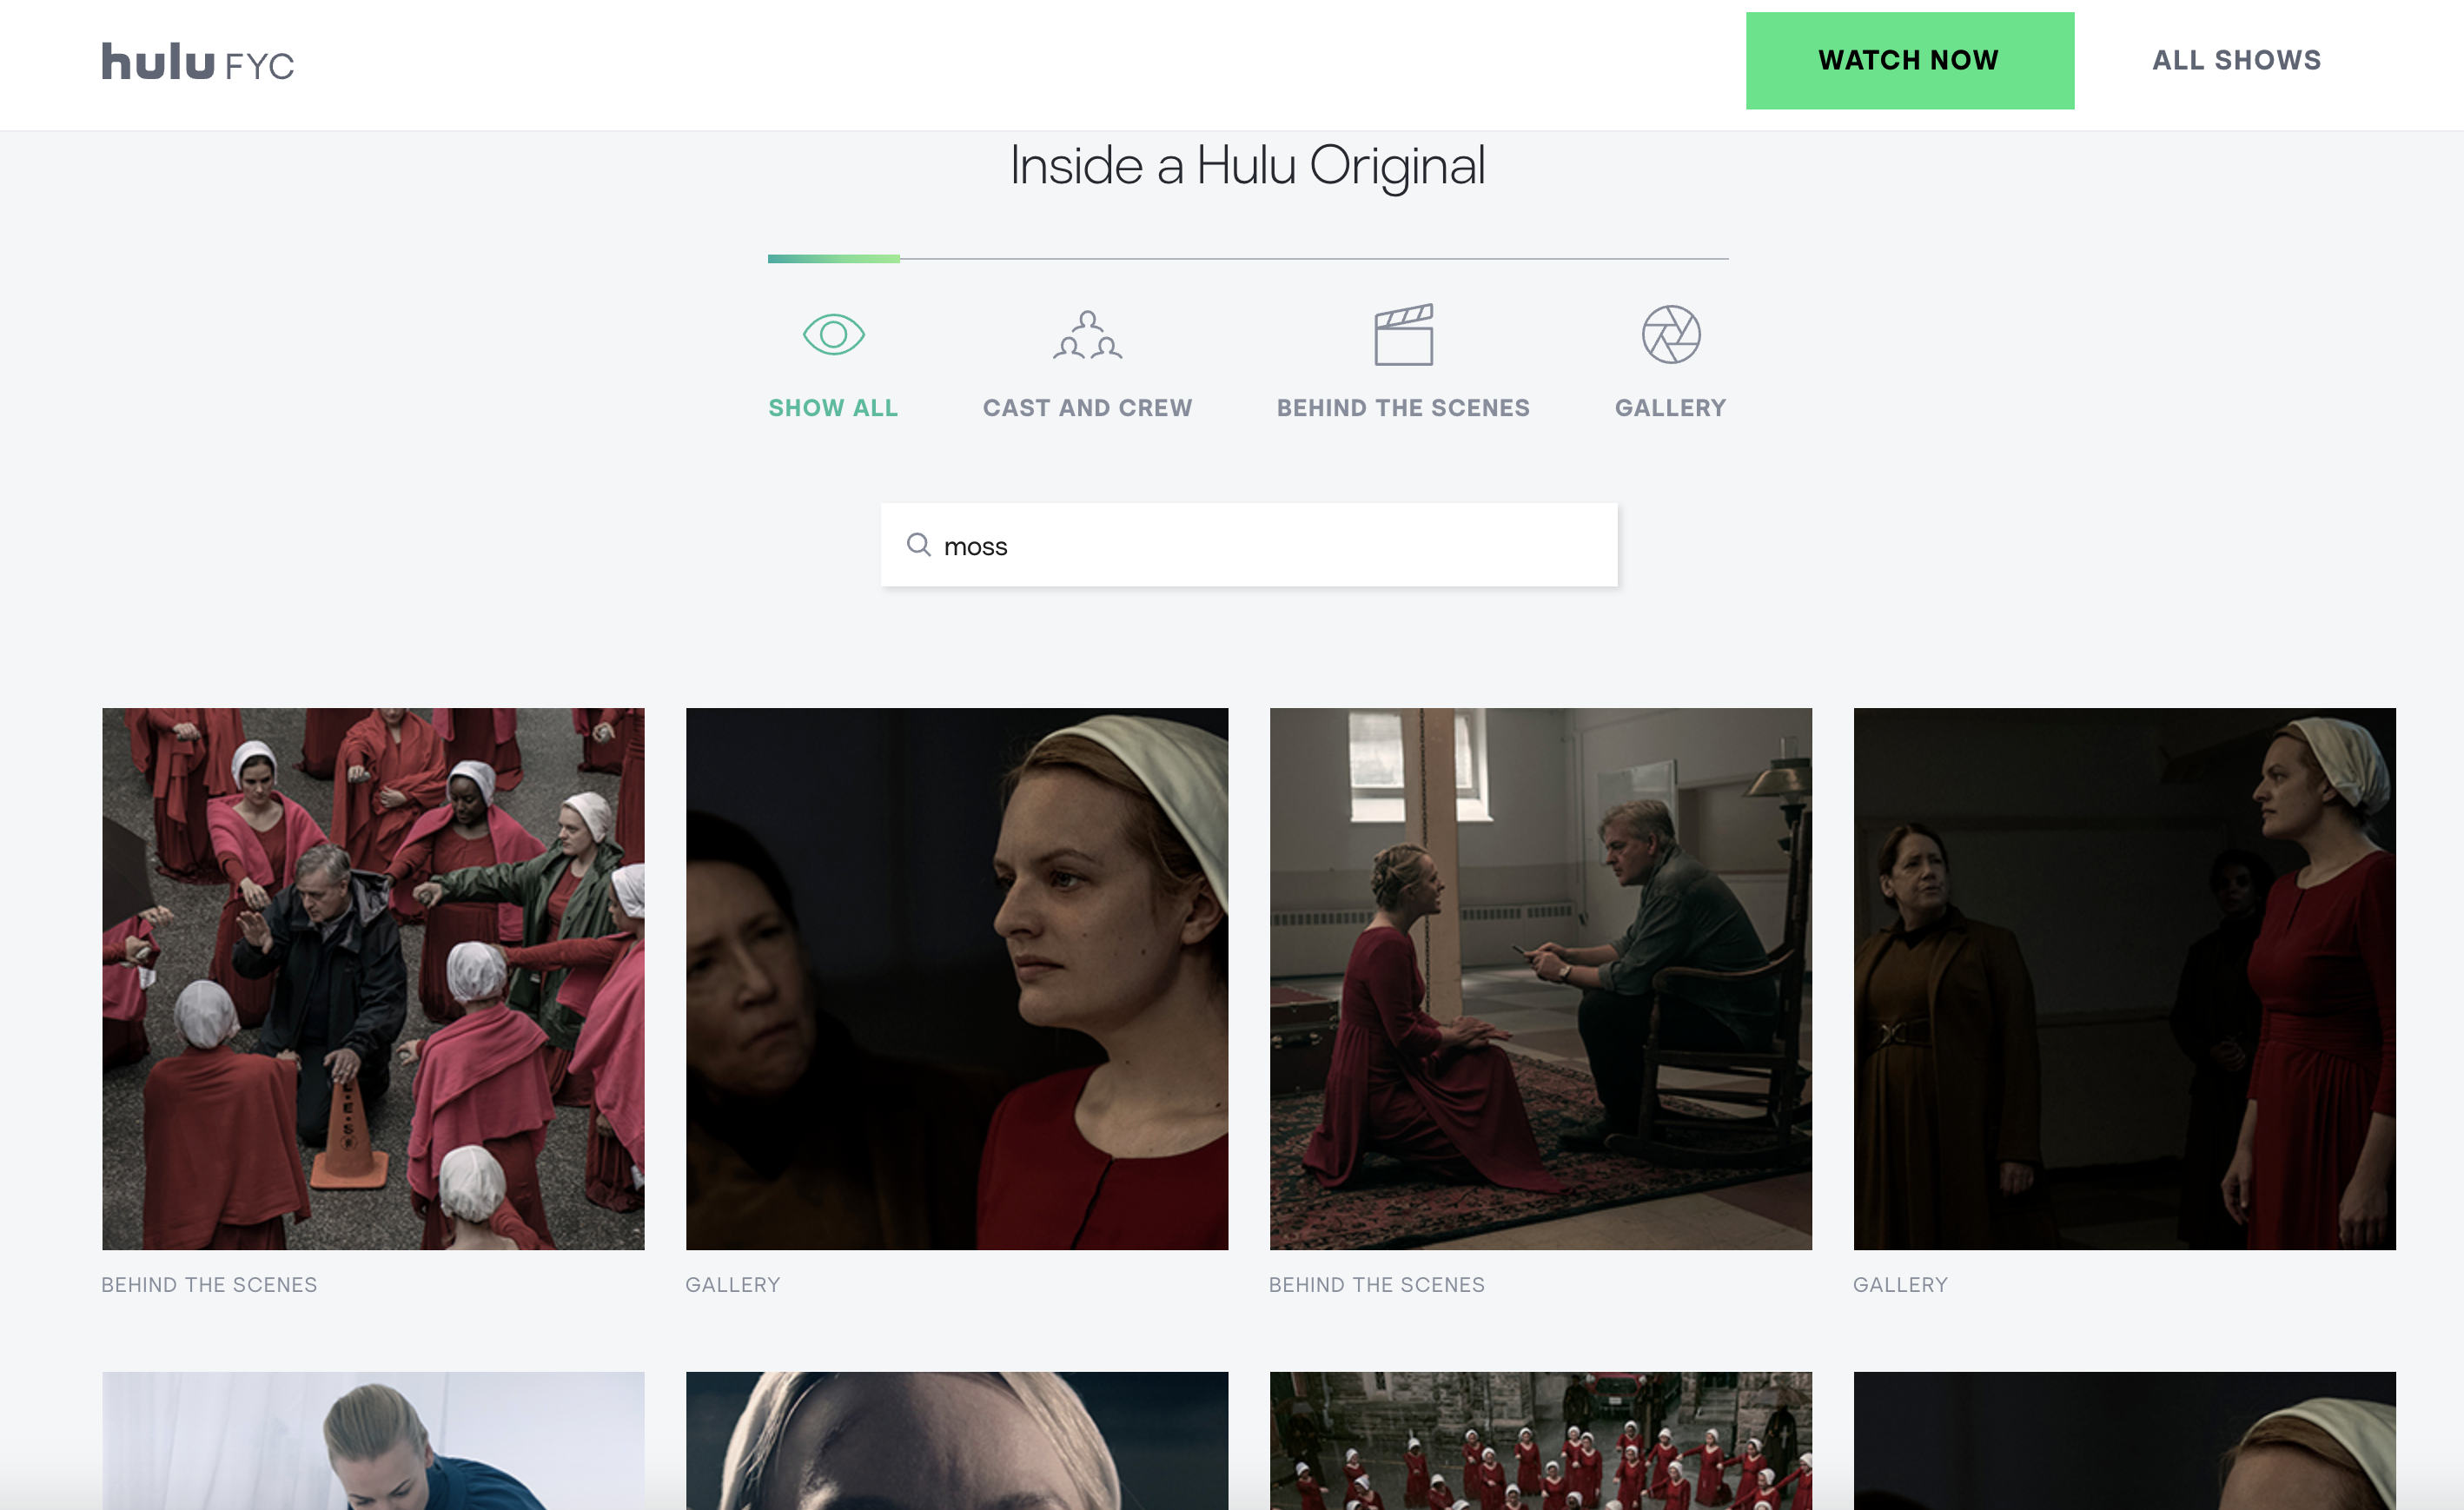 hulu FYC
WATCH NOW
ALL SHOWS
Inside a Hulu Original
SHOW ALL
CAST AND CREW
BEHIND THE SCENES
GALLERY
moss
BEHIND THE SCENES
GALLERY
BEHIND THE SCENES
GALLERY